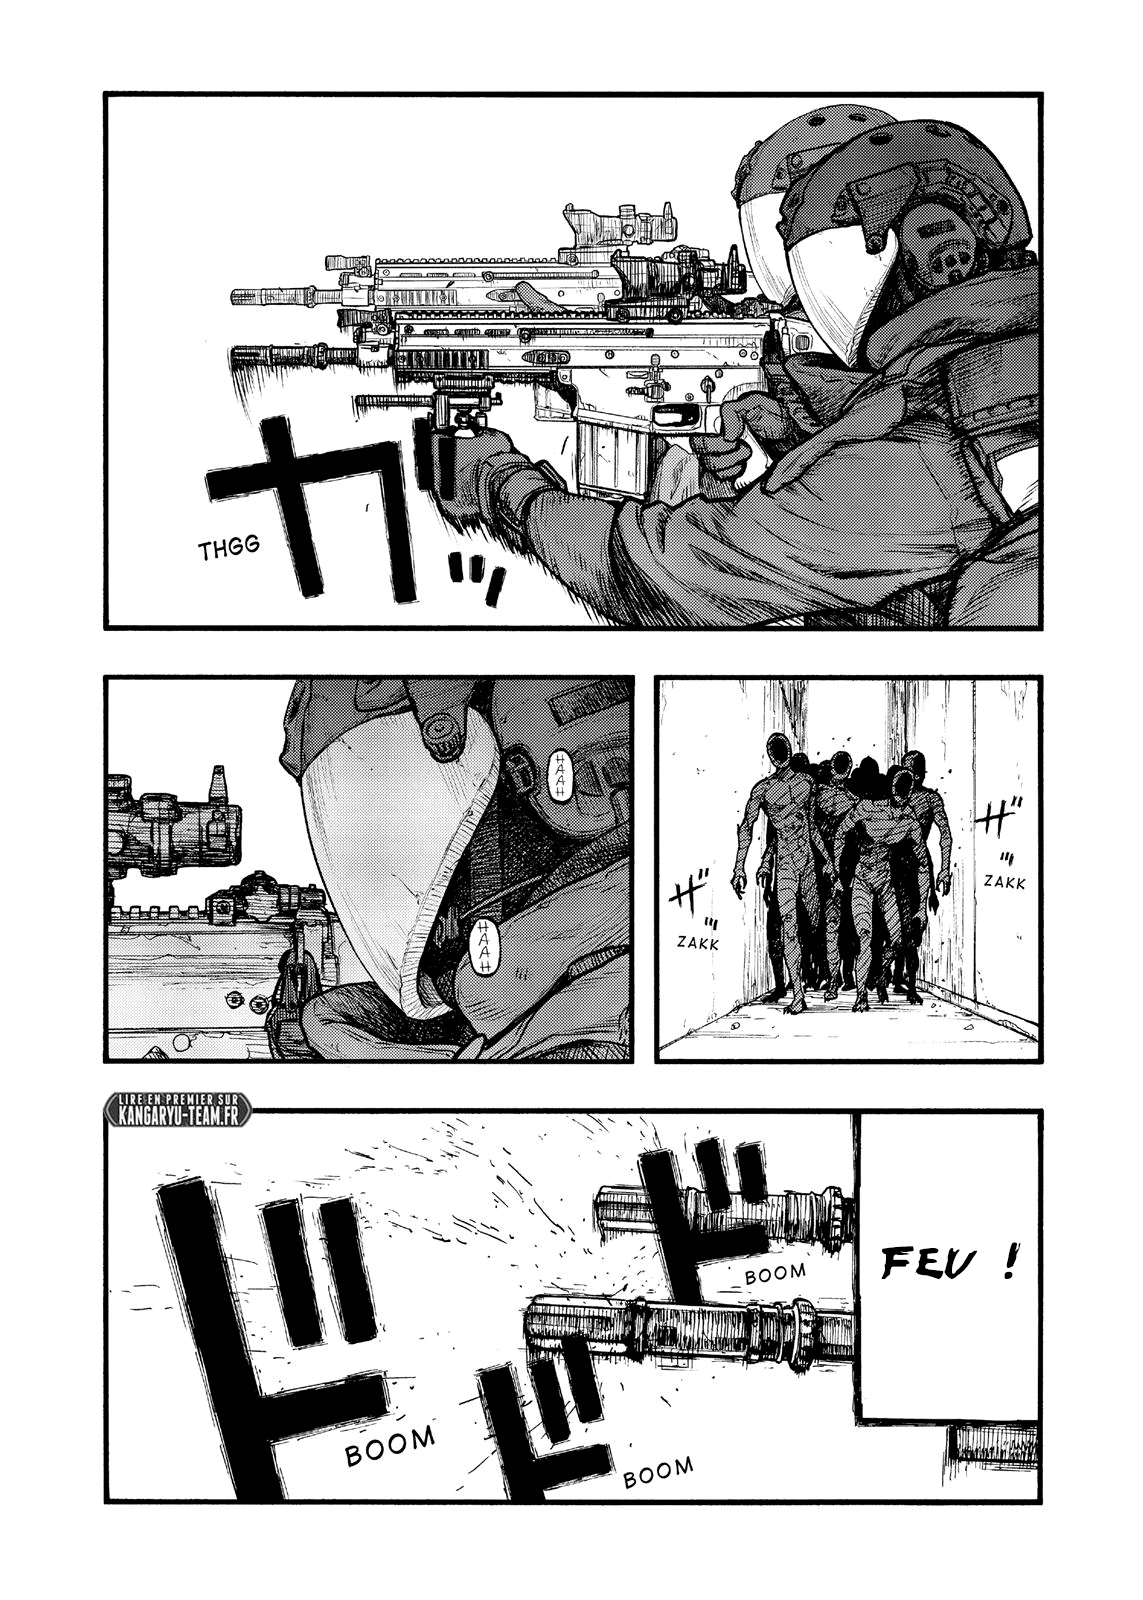 カッ
THGG
ザッ
ZAKK
ザッ
ZAKK
HAAH
HAAH
LIRE EN PREMIER SUR
KANGARYU-TEAM.FR
FEU !
ド
BOOM
ド
BOOM
ド
BOOM